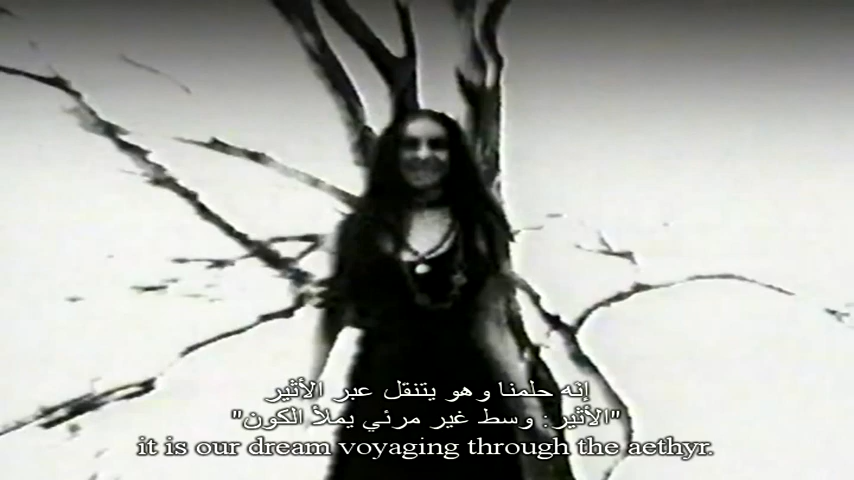 إنه حلمنا وهو يتنقل عبر الأثير
"الأثير: وسط غير مرئي يملأ الكون"
it is our dream voyaging through the aethyr.